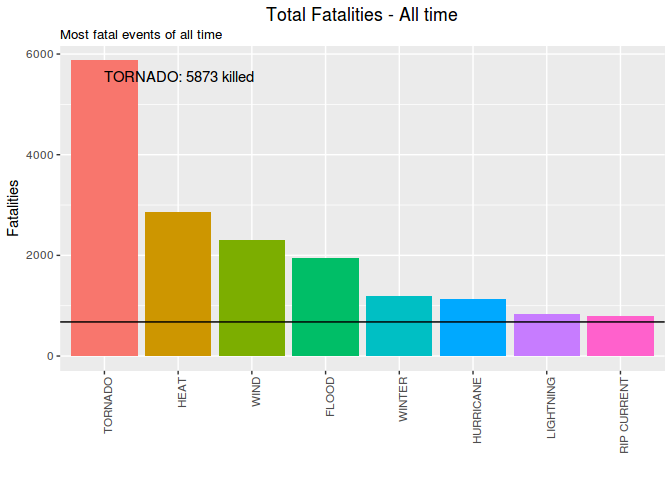 Total Fatalities - All time
Most fatal events of all time
6000
4000
2000
0
Fatalities
TORNADO: 5873 killed
TORNADO
HEAT
WIND
FLOOD
WINTER
HURRICANE
LIGHTNING
RIP CURRENT